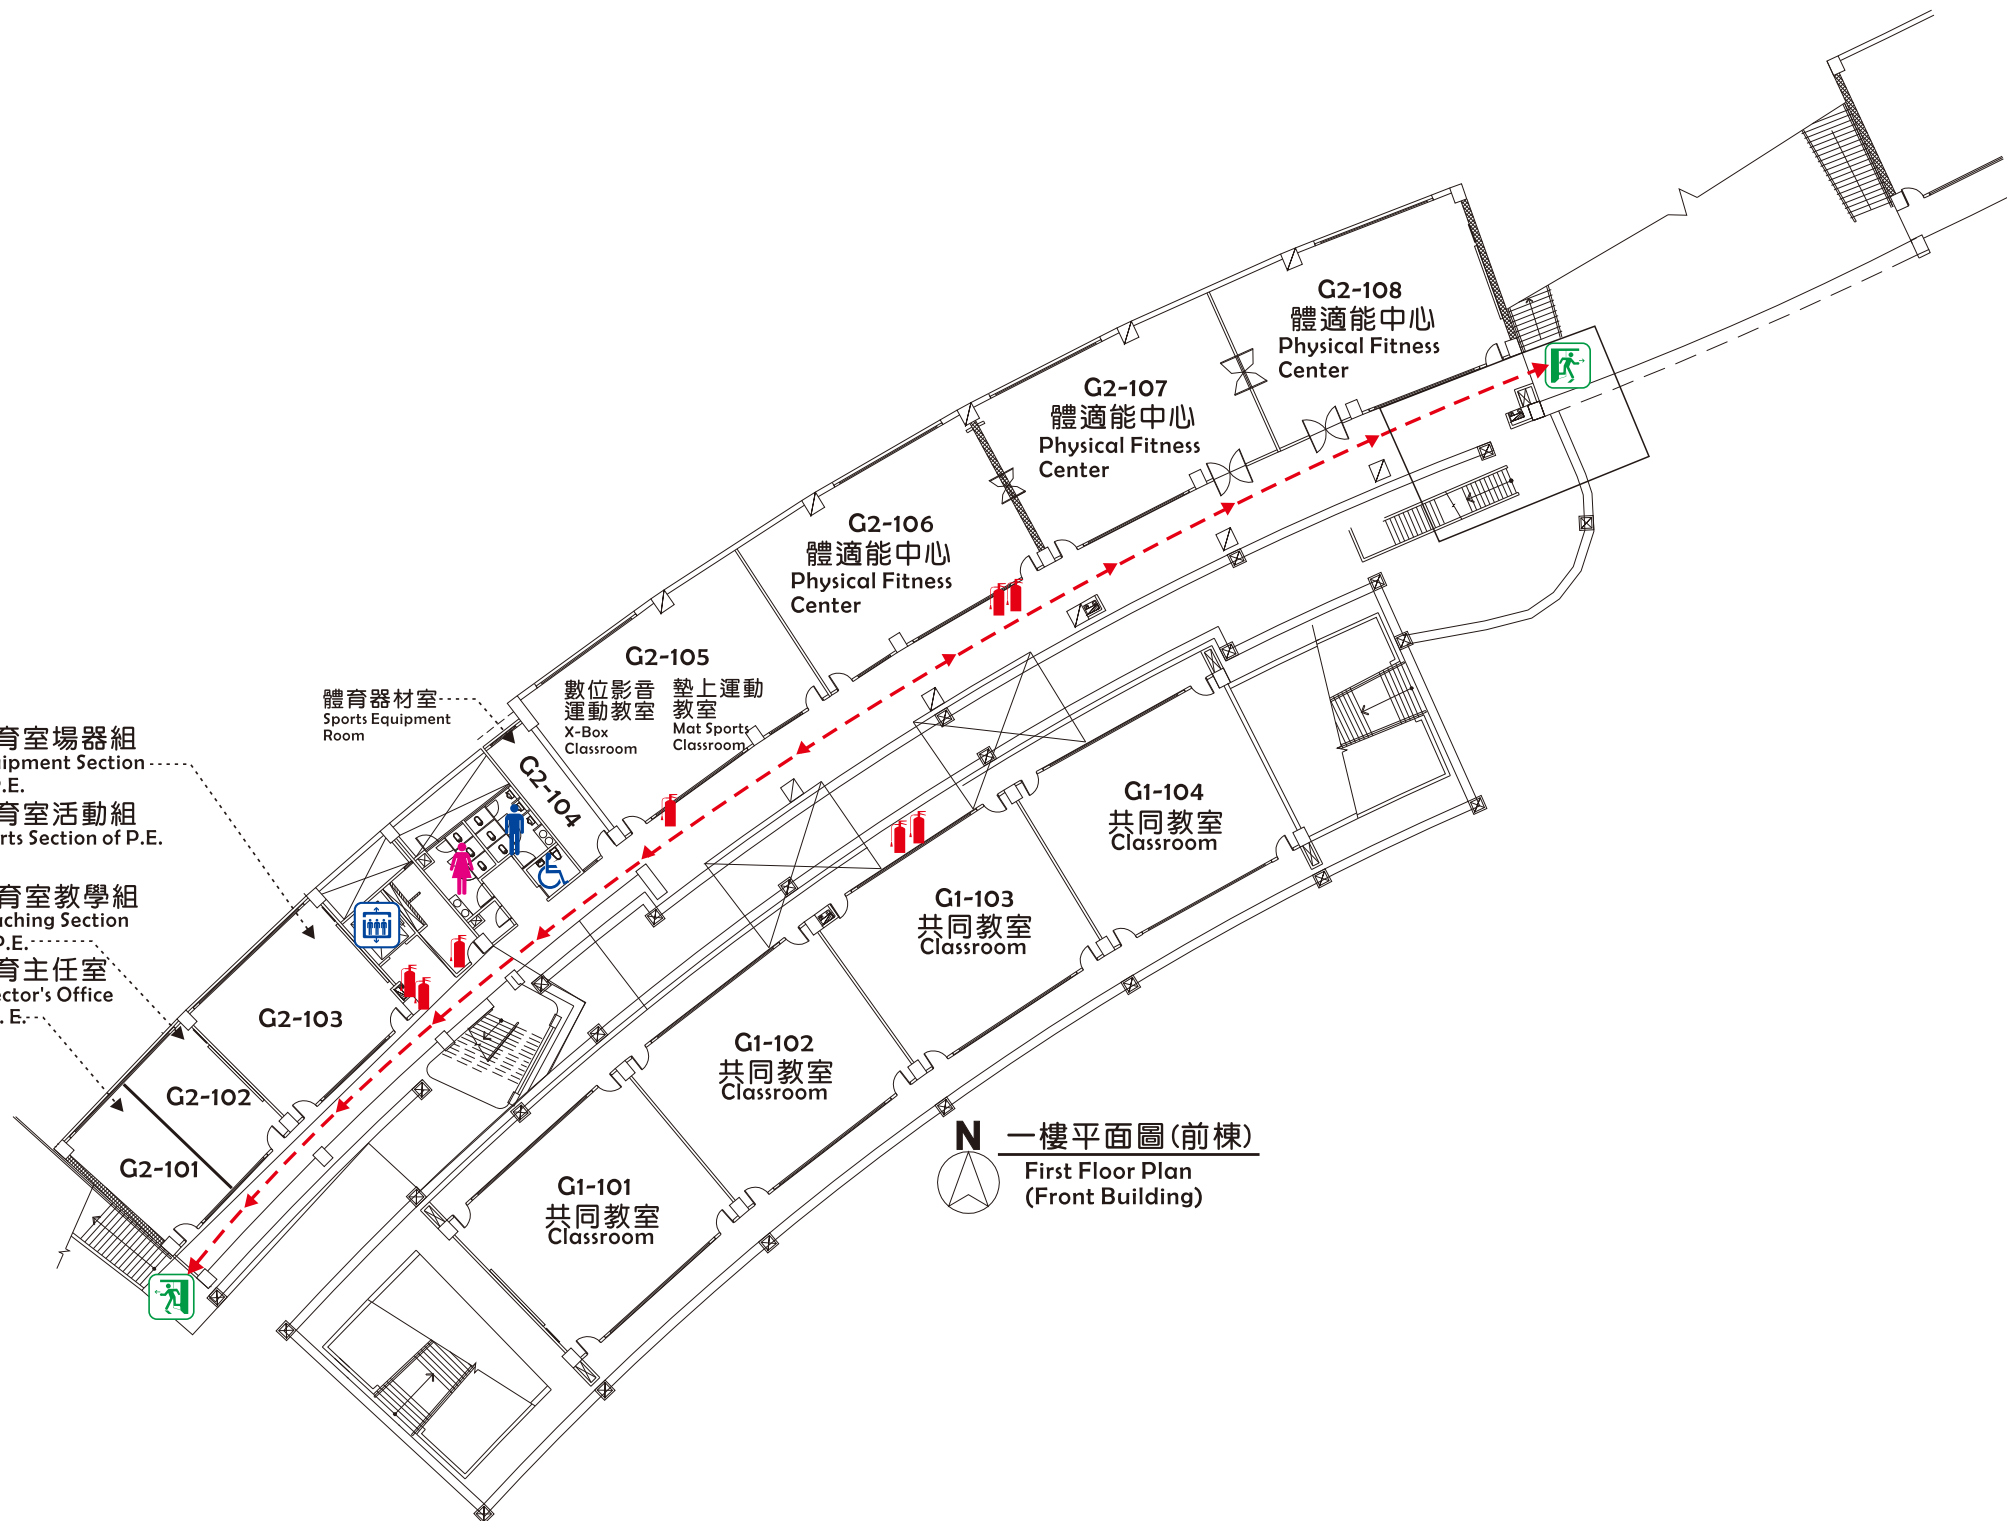 G2-108
體適能中心
Physical Fitness
Center
G2-107
體適能中心
Physical Fitness
Center
G2-106
體適能中心
Physical Fitness
Center
G2-105
數位影音
運動教室
X-Box
Classroom
墊上運動
教室
Mat Sports
Classroom
體育器材室
Sports Equipment
Room
G2-104
育室場器組
ipment Section
P.E.
育室活動組
rts Section of P.E.
育室教學組
aching Section
P.E.
育主任室
ector's Office
. E.
G2-103
G2-102
G2-101
G1-104
共同教室
Classroom
G1-103
共同教室
Classroom
G1-102
共同教室
Classroom
G1-101
共同教室
Classroom
N
一樓平面圖(前棟)
First Floor Plan
(Front Building)